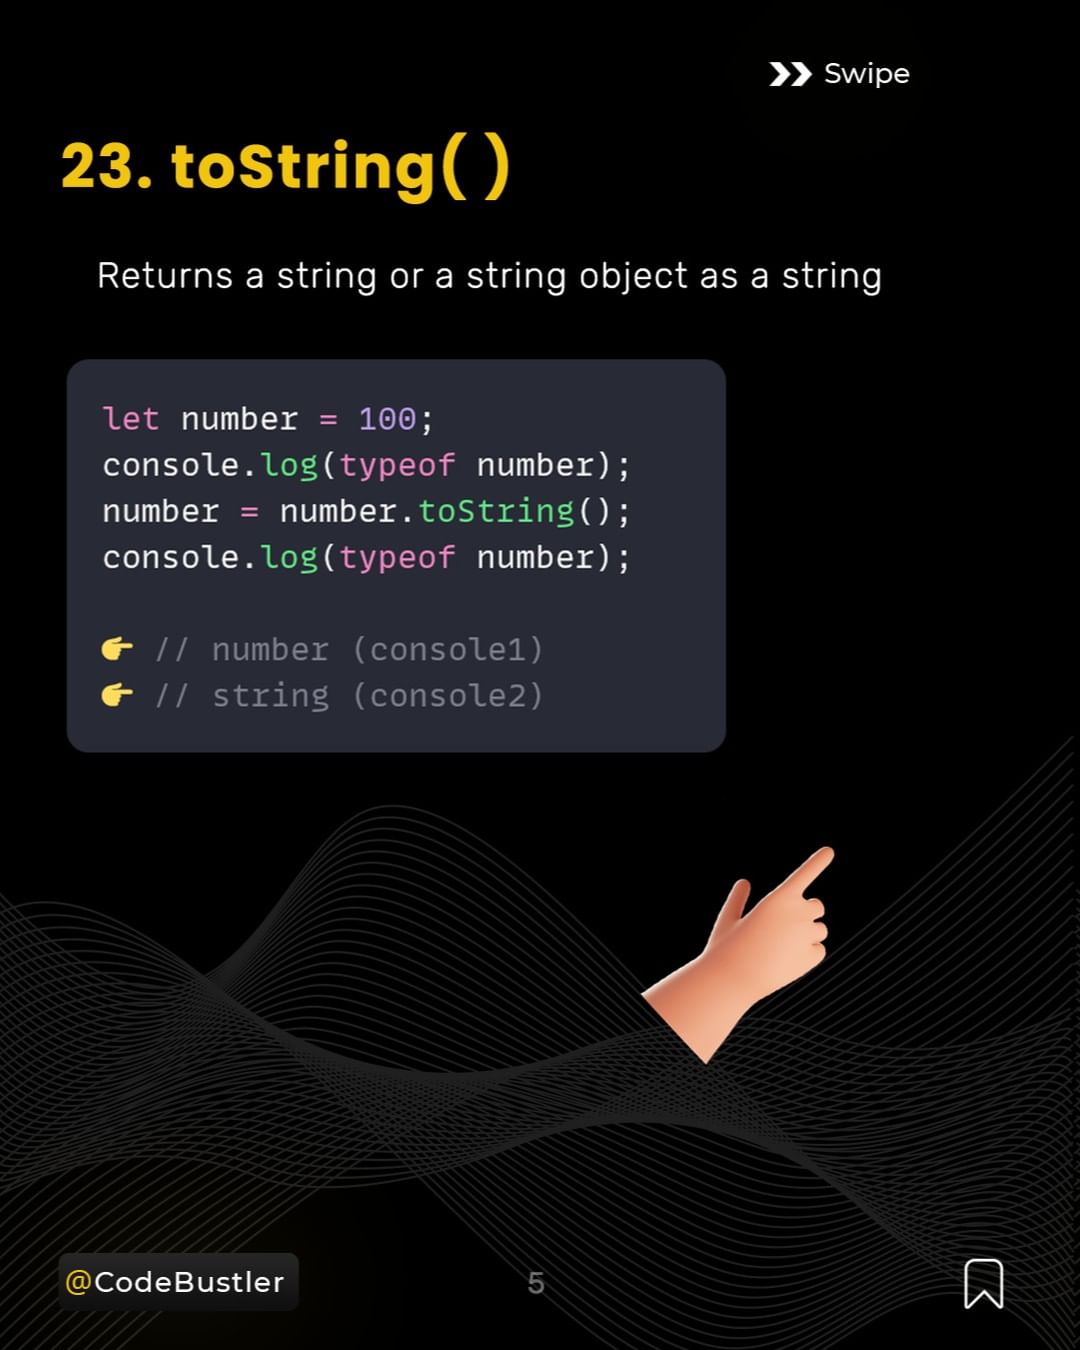 Swipe
23. toString( )
Returns a string or a string object as a string
let number = 100;
console.log(typeof number);
number = number.toString();
console.log(typeof number);
👉 // number (console1)
👉 // string (console2)
@CodeBustler
5